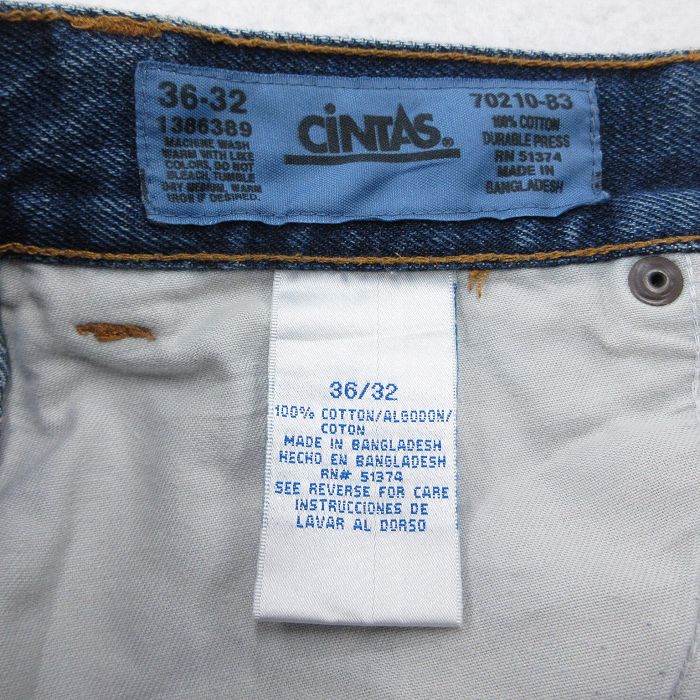 36-32
1386389
MACHINE WASH
WARM WITH LIKE
COLORS, DO NOT
BLEACH, TUMBLE
DRY MEDIUM, WARM
IRON IF DESIRED.
CINTAS®
70210-83
100% COTTON
DURABLE PRESS
RN 51374
MADE IN
BANGLADESH
36/32
100% COTTON/ALGODON/
COTON
MADE IN BANGLADESH
HECHO EN BANGLADESH
RN# 51374
SEE REVERSE FOR CARE
INSTRUCCIONES DE
LAVAR AL DORSO